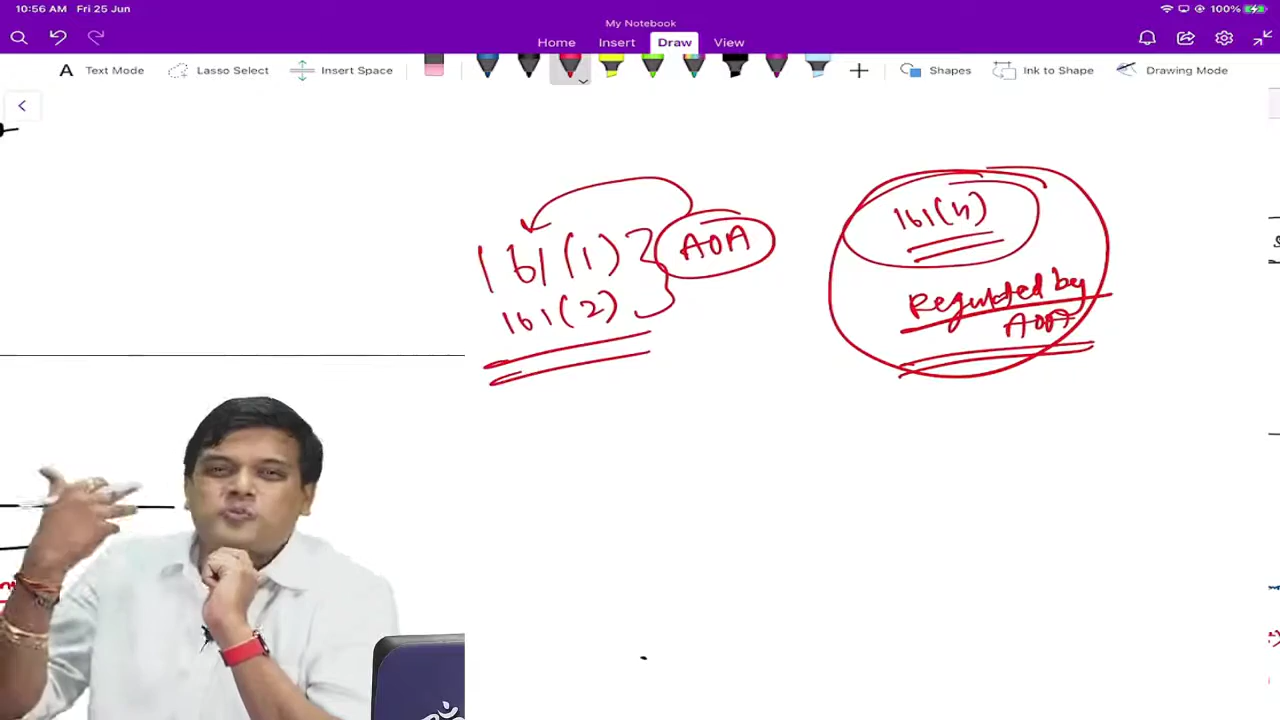 10:56 AM Fri 25 Jun
100%
My Notebook
Home Insert Draw View
A Text Mode Lasso Select Insert Space Shapes Ink to Shape Drawing Mode
161(1)
161(2)
AOA
161(4)
Regulated by
AOA